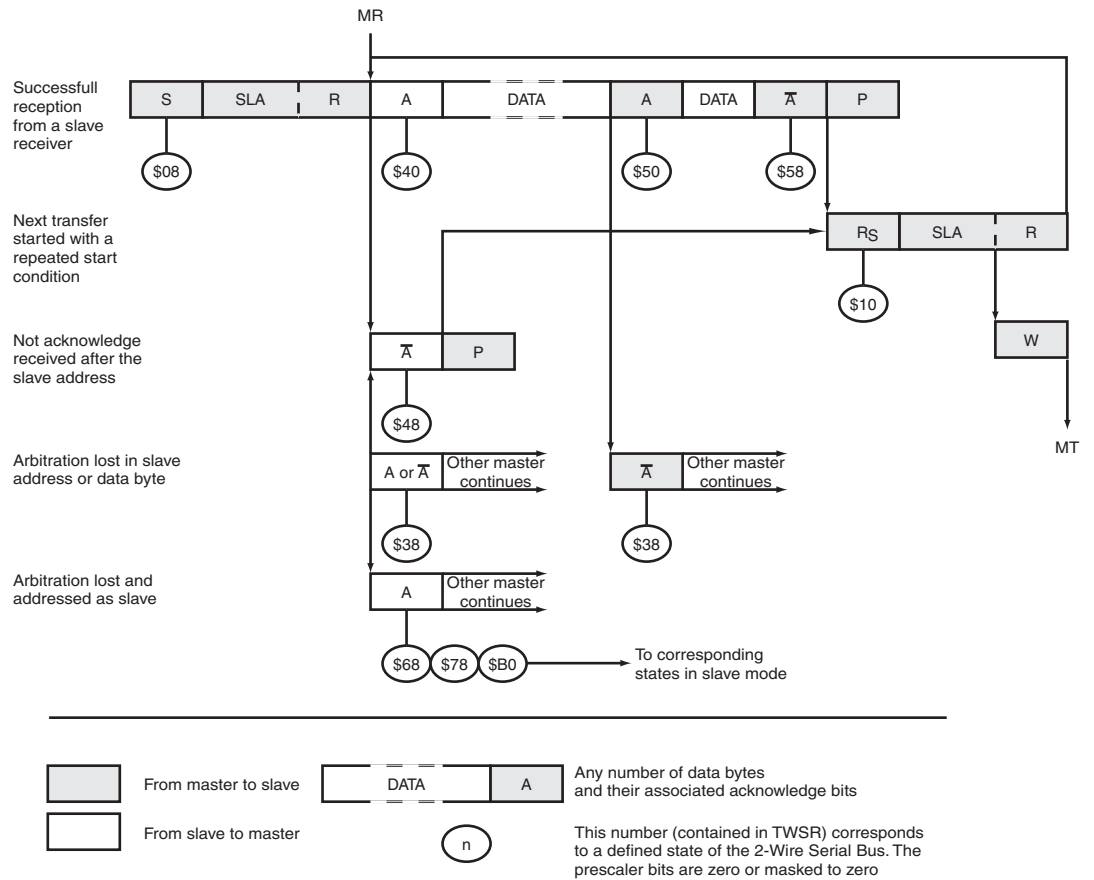 MR
Successfull
reception
from a slave
receiver
S SLA R A DATA A DATA A̅ P
$08 $40 $50 $58
Next transfer
started with a
repeated start
condition
RS SLA R
$10
Not acknowledge
received after the
slave address
A̅ P
W
$48
MT
Arbitration lost in slave
address or data byte
A or A̅ Other master
continues
A̅ Other master
continues
$38 $38
Arbitration lost and
addressed as slave
A Other master
continues
$68 $78 $B0
To corresponding
states in slave mode
From master to slave
DATA A
Any number of data bytes
and their associated acknowledge bits
From slave to master
n
This number (contained in TWSR) corresponds
to a defined state of the 2-Wire Serial Bus. The
prescaler bits are zero or masked to zero